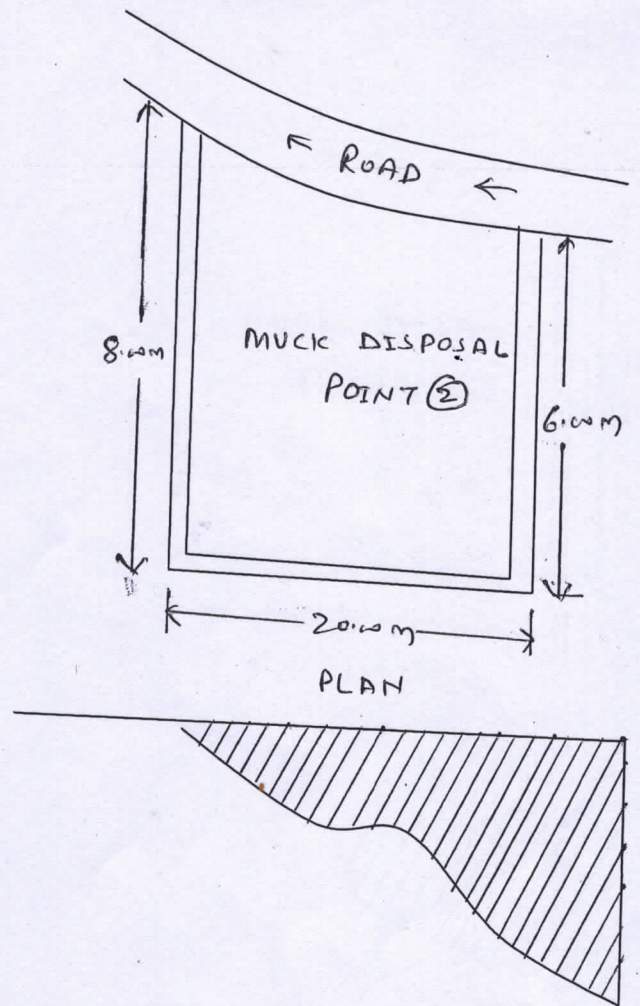 ROAD
MUCK DISPOSAL
POINT 2
8.00m
6.00m
20.00m
PLAN